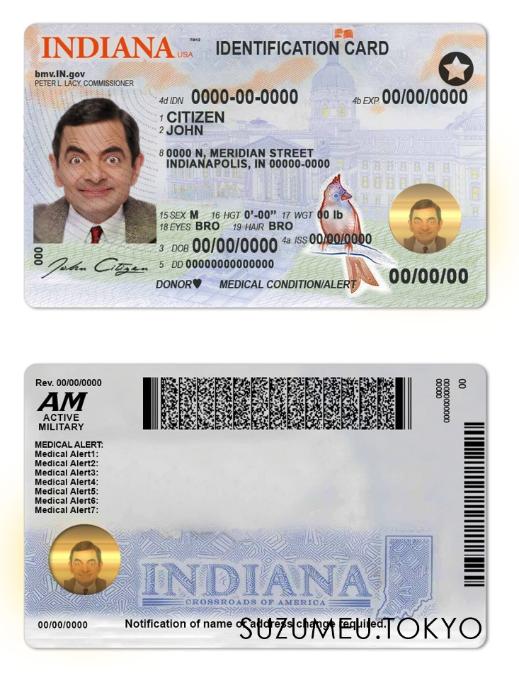 INDIANA USA
IDENTIFICATION CARD
bmv.IN.gov
PETER L. LACY, COMMISSIONER
4d IDN 0000-00-0000
4b EXP 00/00/0000
1 CITIZEN
2 JOHN
8 0000 N, MERIDIAN STREET
INDIANAPOLIS, IN 00000-0000
15 SEX M 16 HGT 0'-00" 17 WGT 00 lb
18 EYES BRO 19 HAIR BRO
3 DOB 00/00/0000 4a ISS 00/00/0000
5 DD 00000000000000
000
John Citizen
DONOR♥ MEDICAL CONDITION/ALERT
00/00/00
Rev. 00/00/0000
AM
ACTIVE
MILITARY
MEDICAL ALERT:
Medical Alert1:
Medical Alert2:
Medical Alert3:
Medical Alert4:
Medical Alert5:
Medical Alert6:
Medical Alert7:
INDIANA
CROSSROADS OF AMERICA
00/00/0000
Notification of name or address change required.
SUZUMEU.TOKYO